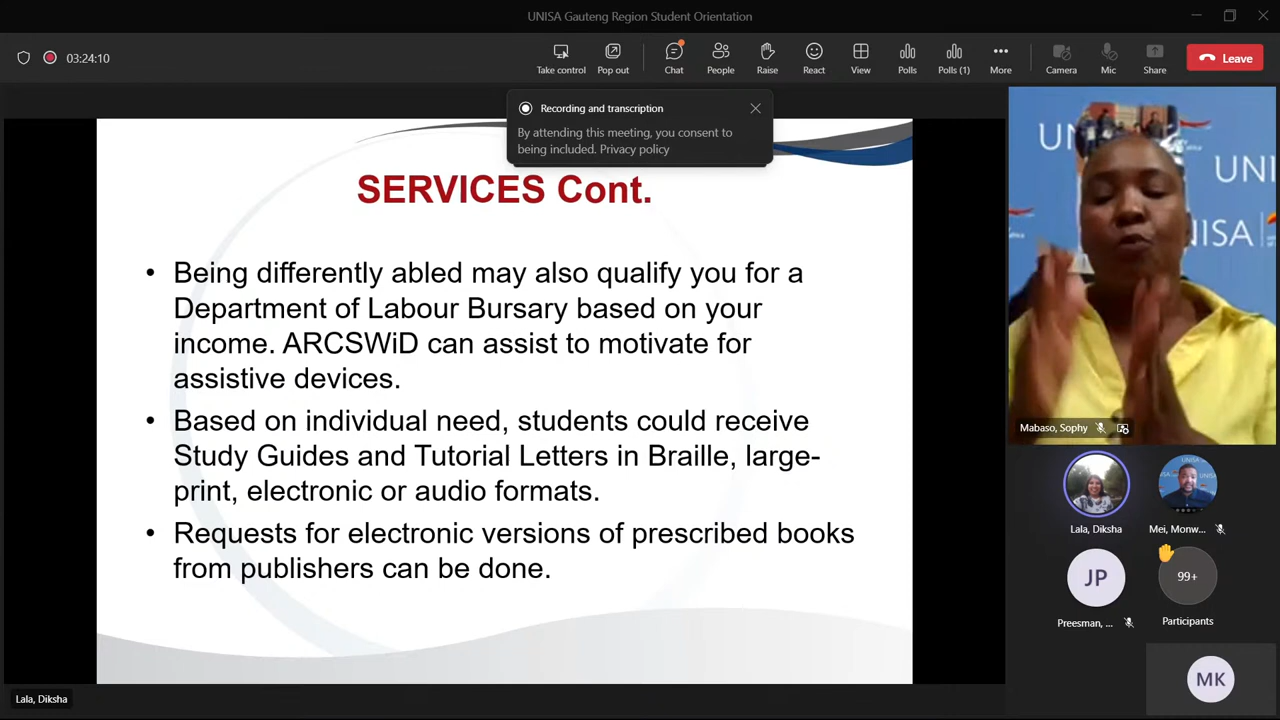 UNISA Gauteng Region Student Orientation
03:24:10
Take control
Pop out
Chat
People
Raise
React
View
Polls
Polls (1)
More
Camera
Mic
Share
Leave
Recording and transcription
By attending this meeting, you consent to
being included. Privacy policy
SERVICES Cont.
• Being differently abled may also qualify you for a
Department of Labour Bursary based on your
income. ARCSWiD can assist to motivate for
assistive devices.
• Based on individual need, students could receive
Study Guides and Tutorial Letters in Braille, large-
print, electronic or audio formats.
• Requests for electronic versions of prescribed books
from publishers can be done.
Lala, Diksha
UNISA
Mabaso, Sophy
Lala, Diksha
Mei, Monw...
JP
Preesman, ...
99+
Participants
MK